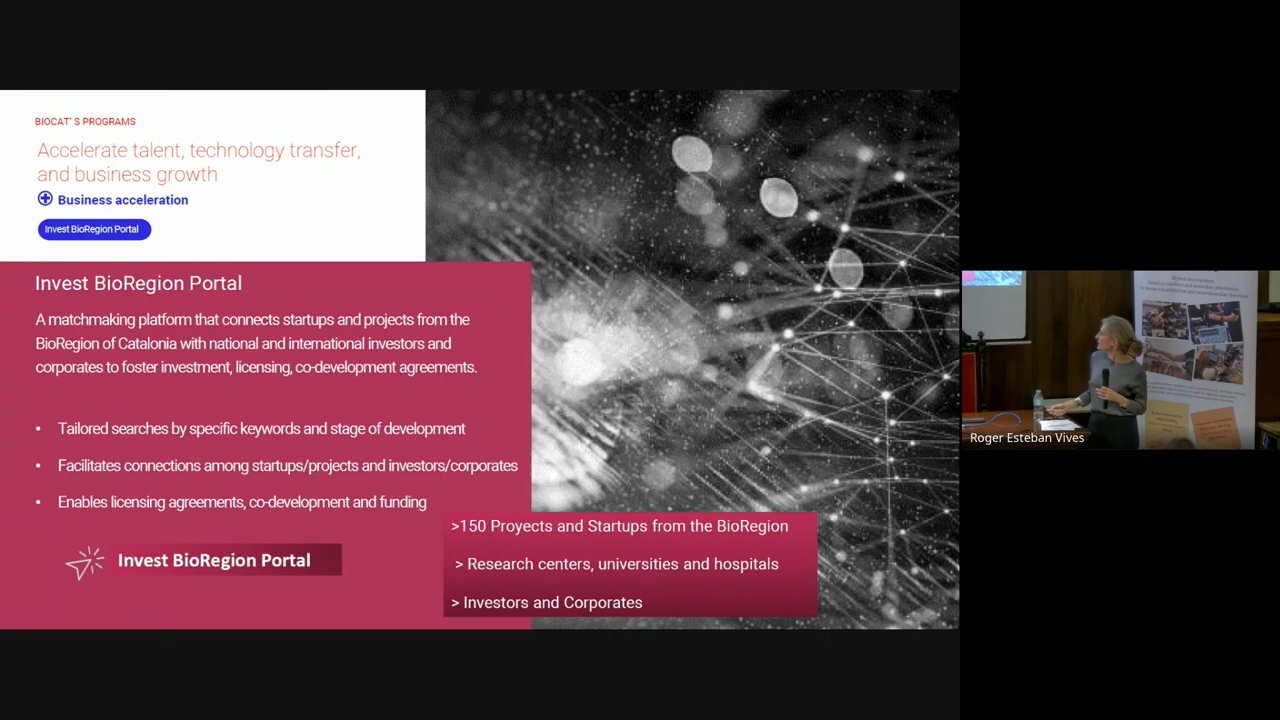 BIOCAT' S PROGRAMS
Accelerate talent, technology transfer,
and business growth
Business acceleration
Invest BioRegion Portal
Invest BioRegion Portal
A matchmaking platform that connects startups and projects from the
BioRegion of Catalonia with national and international investors and
corporates to foster investment, licensing, co-development agreements.
• Tailored searches by specific keywords and stage of development
• Facilitates connections among startups/projects and investors/corporates
• Enables licensing agreements, co-development and funding
Invest BioRegion Portal
>150 Proyects and Startups from the BioRegion
> Research centers, universities and hospitals
> Investors and Corporates
Roger Esteban Vives